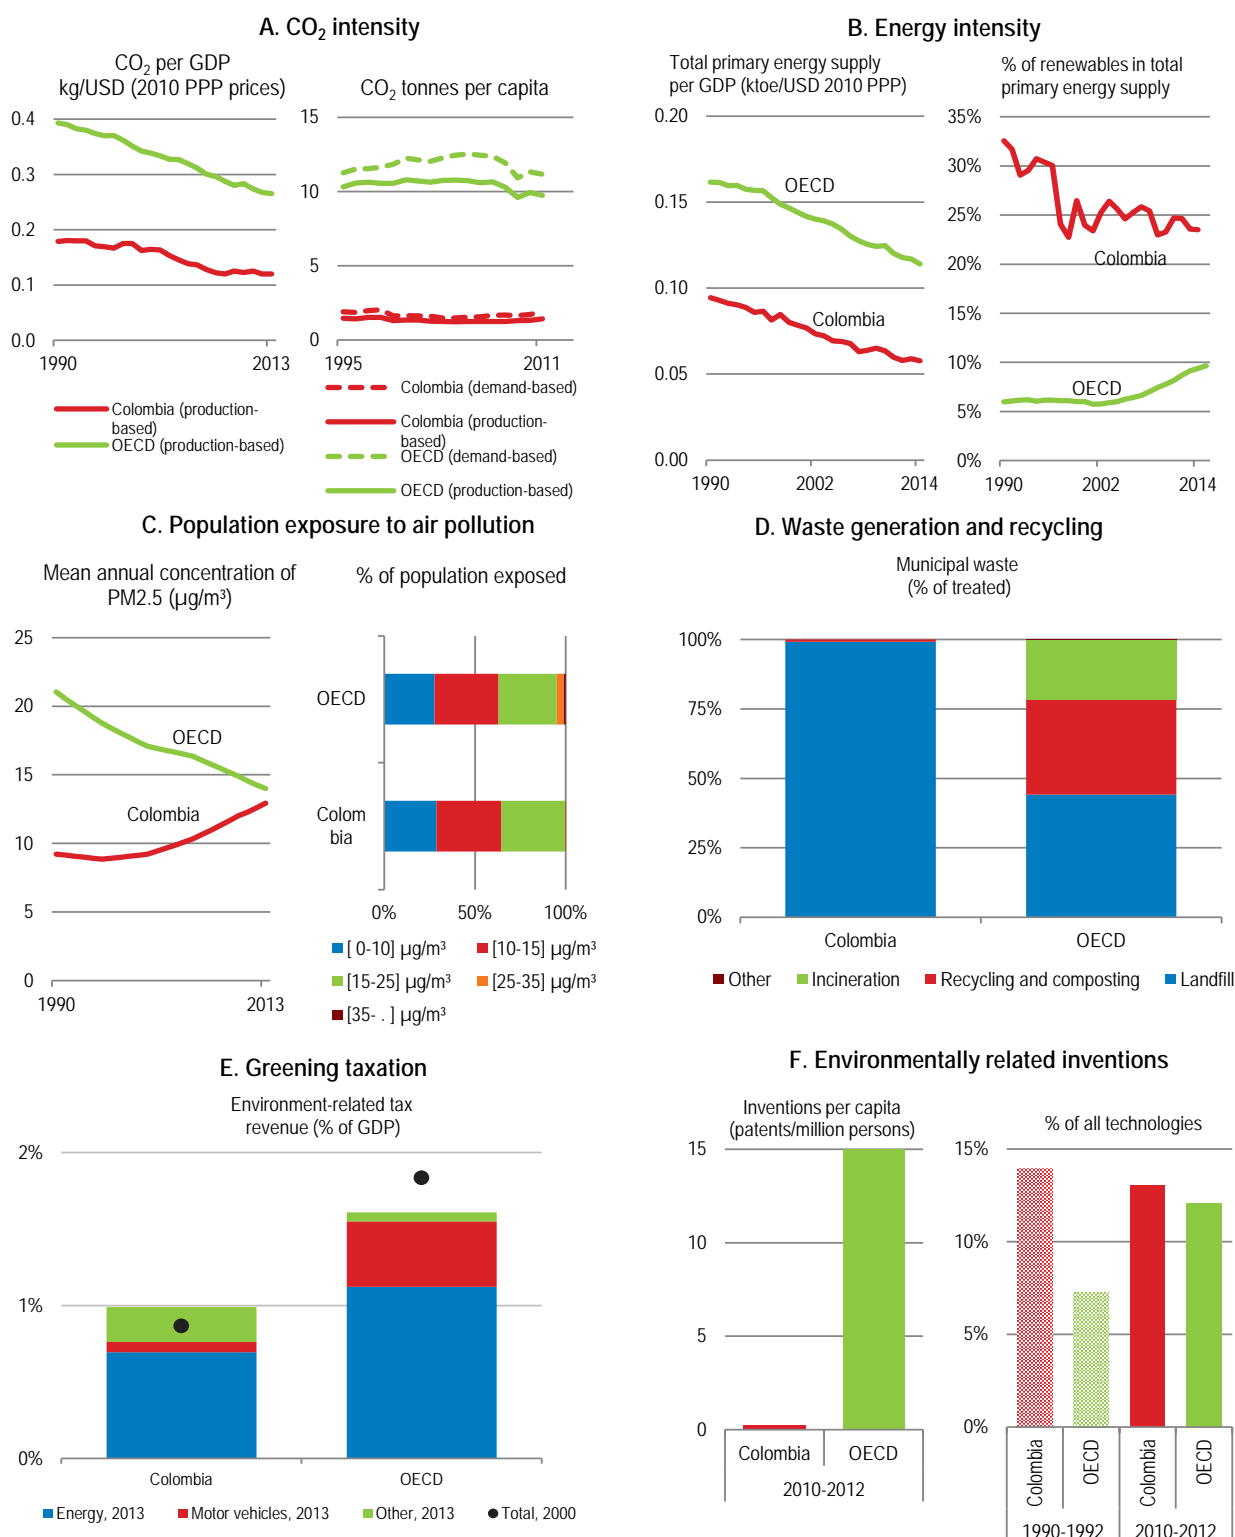 A. CO₂ intensity
CO₂ per GDP
kg/USD (2010 PPP prices)
CO₂ tonnes per capita
0.4
0.3
0.2
0.1
0.0
1990
2013
15
10
5
0
1995
2011
Colombia (production-
based)
OECD (production-based)
Colombia (demand-based)
Colombia (production-
based)
OECD (demand-based)
OECD (production-based)
B. Energy intensity
Total primary energy supply
per GDP (ktoe/USD 2010 PPP)
% of renewables in total
primary energy supply
0.20
0.15
0.10
0.05
0.00
OECD
Colombia
1990
2002
2014
35%
30%
25%
20%
15%
10%
5%
0%
Colombia
OECD
1990
2002
2014
C. Population exposure to air pollution
Mean annual concentration of
PM2.5 (µg/m³)
% of population exposed
25
20
15
10
5
0
OECD
Colombia
1990
2013
OECD
Colom
bia
0%
50%
100%
[ 0-10] µg/m³
[10-15] µg/m³
[15-25] µg/m³
[25-35] µg/m³
[35- . ] µg/m³
D. Waste generation and recycling
Municipal waste
(% of treated)
100%
75%
50%
25%
0%
Colombia
OECD
Other
Incineration
Recycling and composting
Landfill
E. Greening taxation
Environment-related tax
revenue (% of GDP)
2%
1%
0%
Colombia
OECD
Energy, 2013
Motor vehicles, 2013
Other, 2013
Total, 2000
F. Environmentally related inventions
Inventions per capita
(patents/million persons)
% of all technologies
15
10
5
0
Colombia
OECD
2010-2012
15%
10%
5%
0%
Colombia
OECD
Colombia
OECD
1990-1992
2010-2012